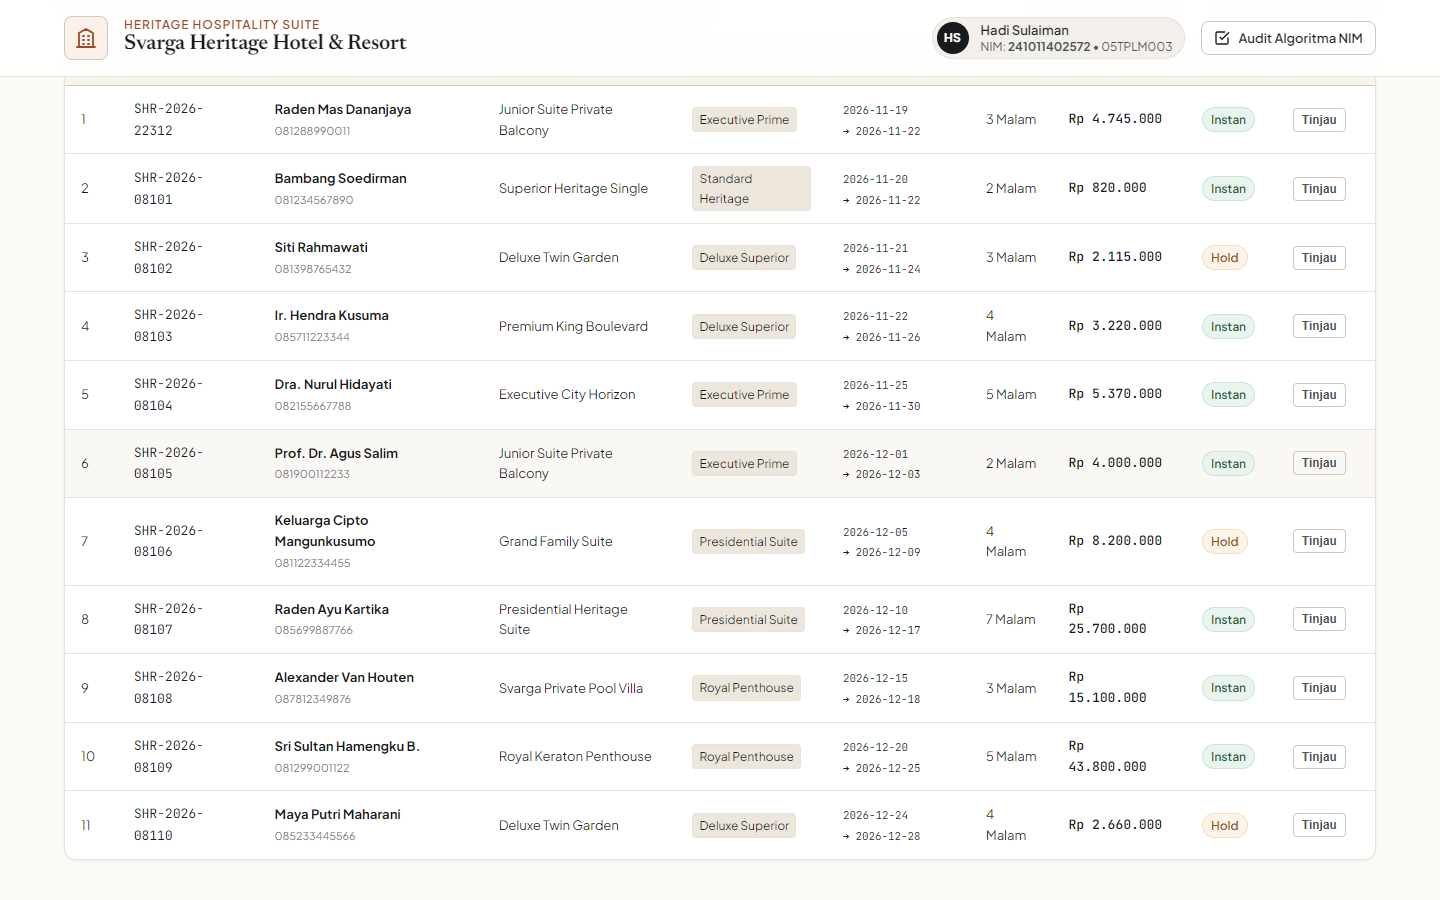 HERITAGE HOSPITALITY SUITE
Svarga Heritage Hotel & Resort
HS
Hadi Sulaiman
NIM: 241011402572 • 05TPLM003
Audit Algoritma NIM
1
SHR-2026-
22312
Raden Mas Dananjaya
081288990011
Junior Suite Private
Balcony
Executive Prime
2026-11-19
→ 2026-11-22
3 Malam
Rp 4.745.000
Instan
Tinjau
2
SHR-2026-
08101
Bambang Soedirman
081234567890
Superior Heritage Single
Standard
Heritage
2026-11-20
→ 2026-11-22
2 Malam
Rp 820.000
Instan
Tinjau
3
SHR-2026-
08102
Siti Rahmawati
081398765432
Deluxe Twin Garden
Deluxe Superior
2026-11-21
→ 2026-11-24
3 Malam
Rp 2.115.000
Hold
Tinjau
4
SHR-2026-
08103
Ir. Hendra Kusuma
085711223344
Premium King Boulevard
Deluxe Superior
2026-11-22
→ 2026-11-26
4
Malam
Rp 3.220.000
Instan
Tinjau
5
SHR-2026-
08104
Dra. Nurul Hidayati
082155667788
Executive City Horizon
Executive Prime
2026-11-25
→ 2026-11-30
5 Malam
Rp 5.370.000
Instan
Tinjau
6
SHR-2026-
08105
Prof. Dr. Agus Salim
081900112233
Junior Suite Private
Balcony
Executive Prime
2026-12-01
→ 2026-12-03
2 Malam
Rp 4.000.000
Instan
Tinjau
7
SHR-2026-
08106
Keluarga Cipto
Mangunkusumo
081122334455
Grand Family Suite
Presidential Suite
2026-12-05
→ 2026-12-09
4
Malam
Rp 8.200.000
Hold
Tinjau
8
SHR-2026-
08107
Raden Ayu Kartika
085699887766
Presidential Heritage
Suite
Presidential Suite
2026-12-10
→ 2026-12-17
7 Malam
Rp
25.700.000
Instan
Tinjau
9
SHR-2026-
08108
Alexander Van Houten
087812349876
Svarga Private Pool Villa
Royal Penthouse
2026-12-15
→ 2026-12-18
3 Malam
Rp
15.100.000
Instan
Tinjau
10
SHR-2026-
08109
Sri Sultan Hamengku B.
081299001122
Royal Keraton Penthouse
Royal Penthouse
2026-12-20
→ 2026-12-25
5 Malam
Rp
43.800.000
Instan
Tinjau
11
SHR-2026-
08110
Maya Putri Maharani
085233445566
Deluxe Twin Garden
Deluxe Superior
2026-12-24
→ 2026-12-28
4
Malam
Rp 2.660.000
Hold
Tinjau